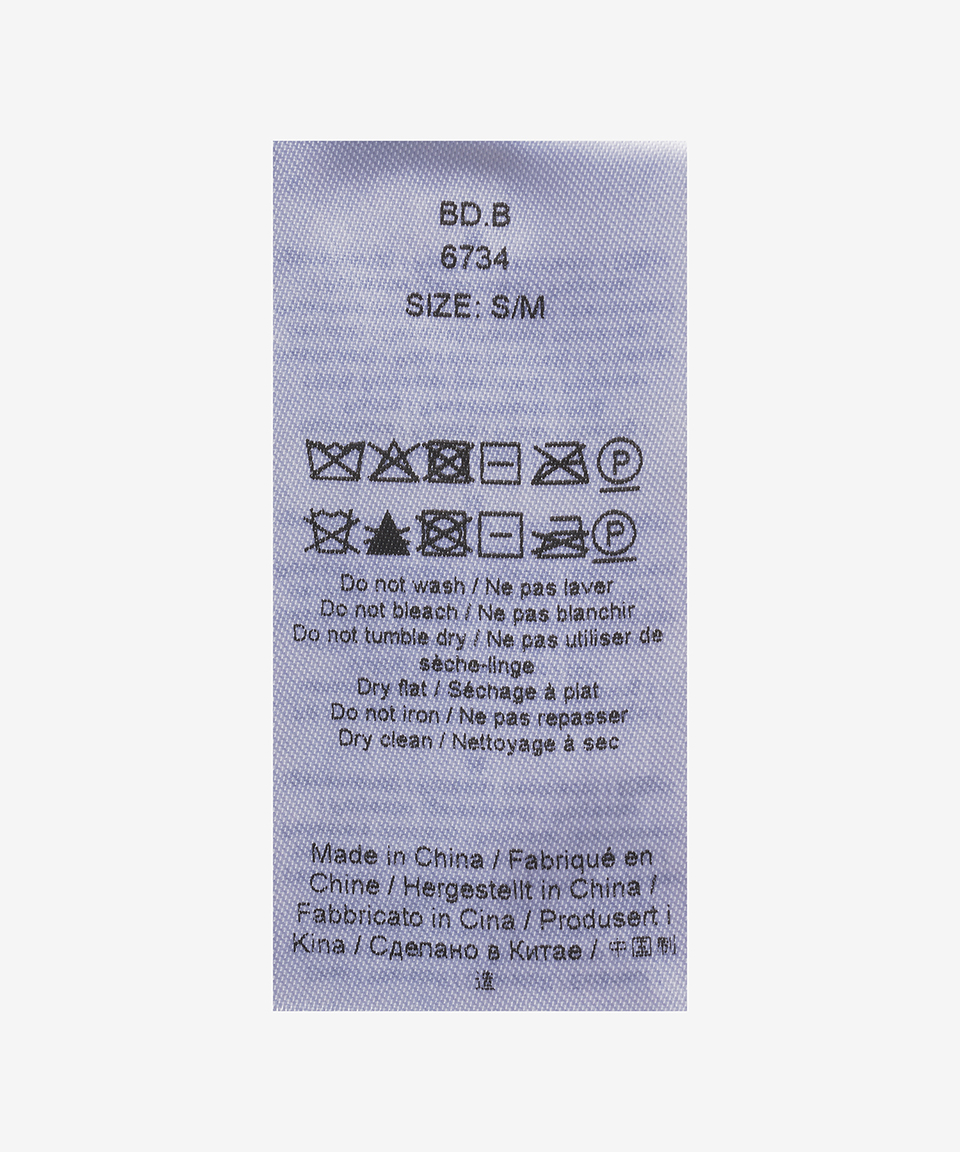 BD.B
6734
SIZE: S/M
P
P
Do not wash / Ne pas laver
Do not bleach / Ne pas blanchir
Do not tumble dry / Ne pas utiliser de
sèche-linge
Dry flat / Séchage à plat
Do not iron / Ne pas repasser
Dry clean / Nettoyage à sec
Made in China / Fabriqué en
Chine / Hergestellt in China /
Fabbricato in Cina / Produsert i
Kina / Сделано в Китае / 中国制
造